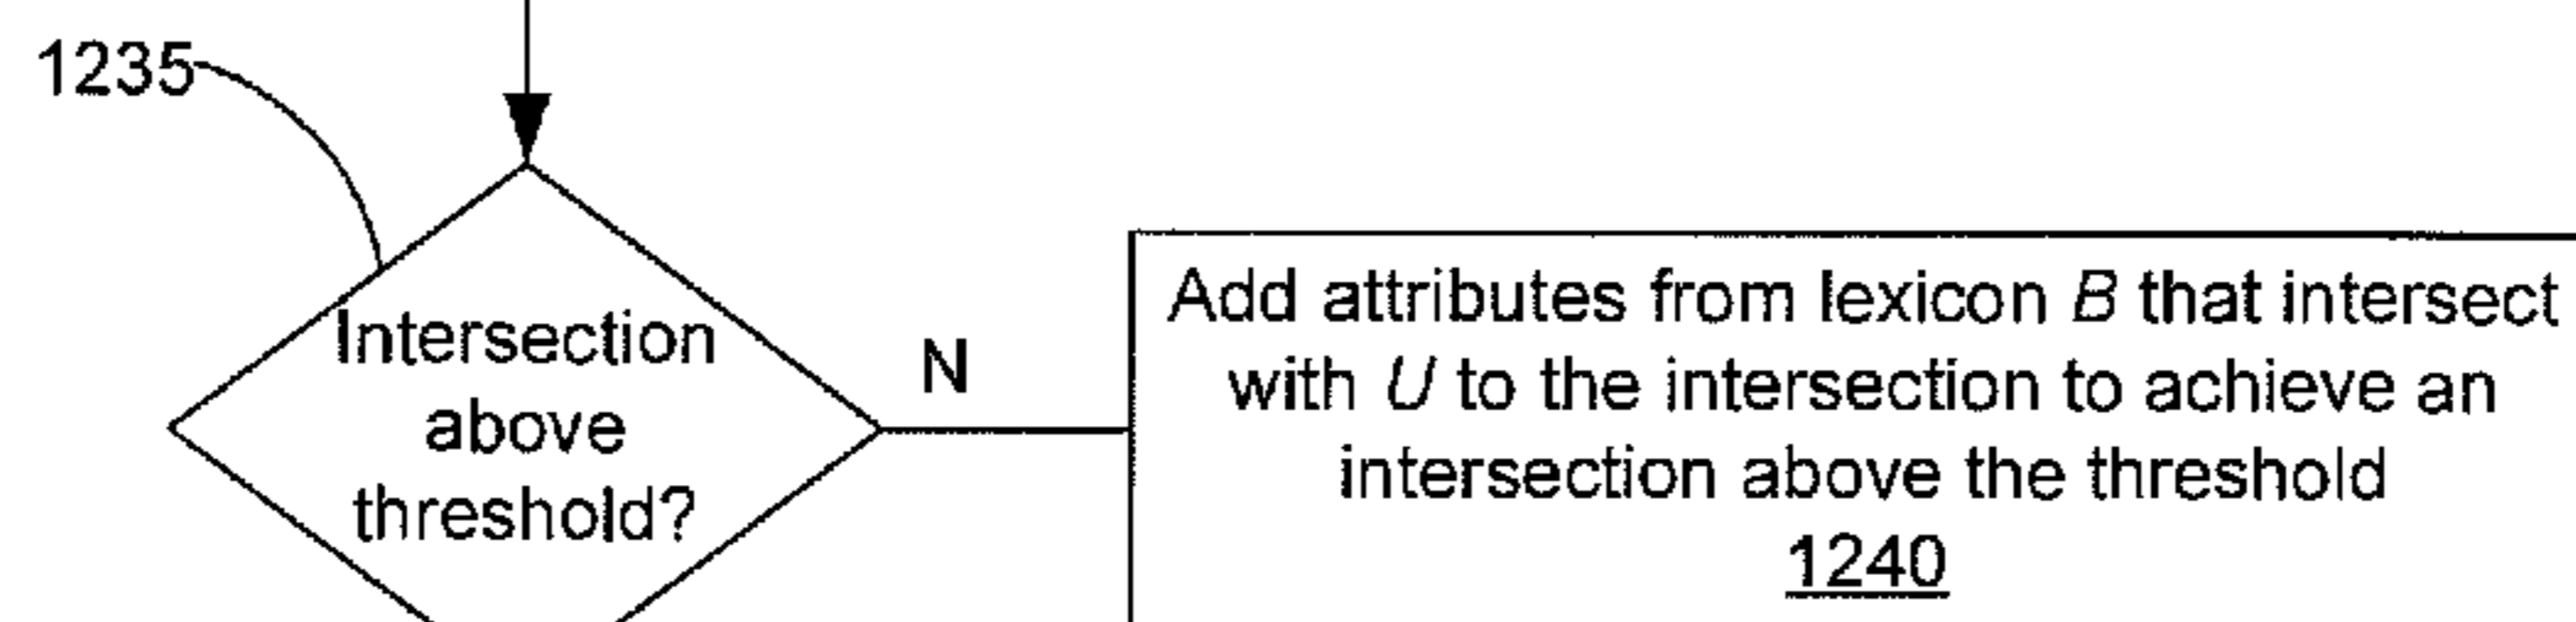 1235
Intersection
above
threshold?
N
Add attributes from lexicon B that intersect
with U to the intersection to achieve an
intersection above the threshold
1240